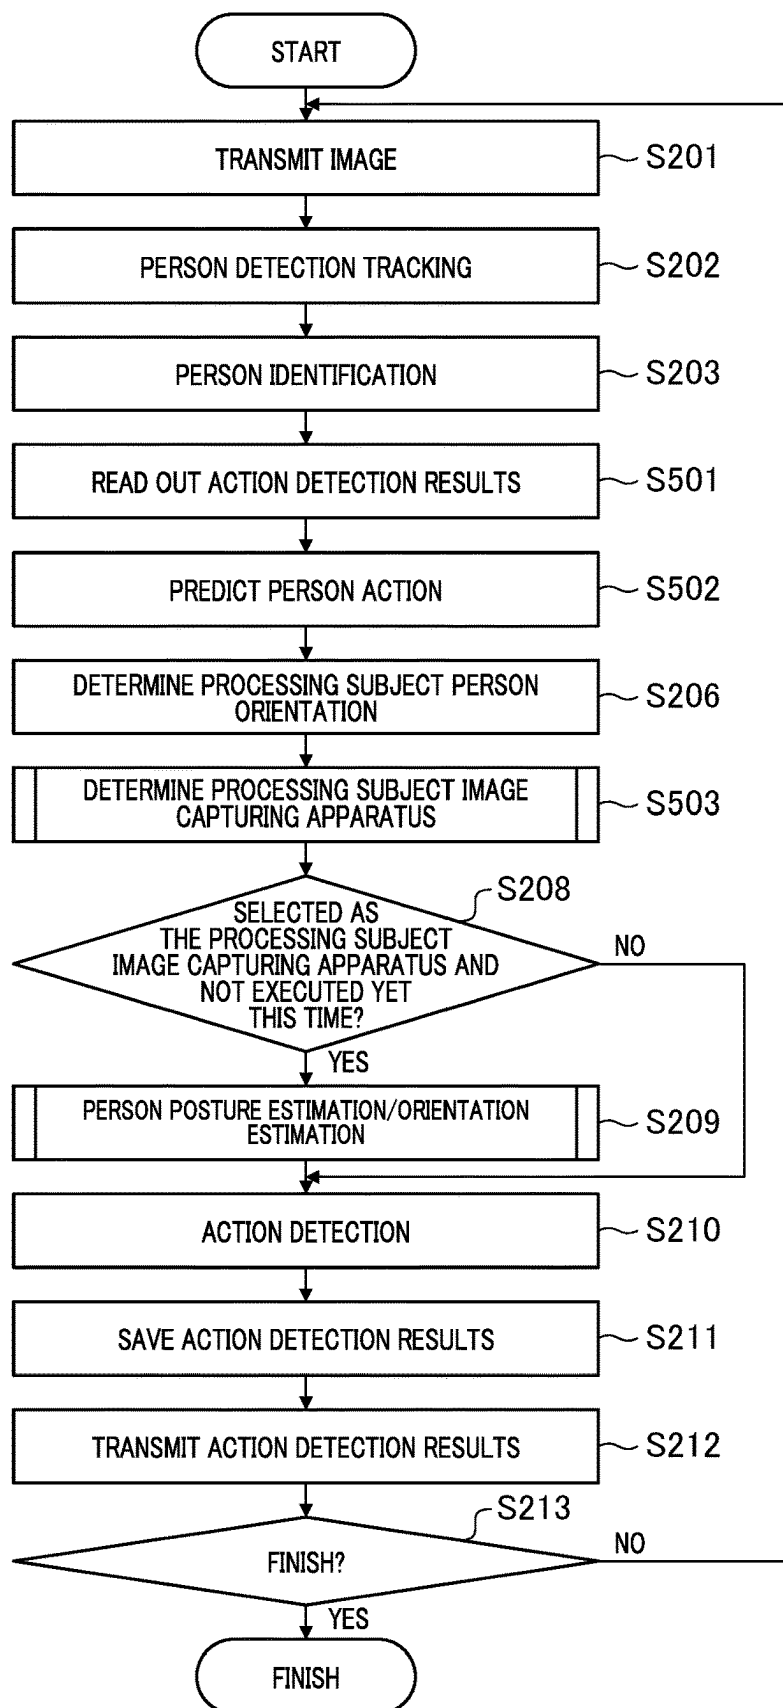 START
TRANSMIT IMAGE
S201
PERSON DETECTION TRACKING
S202
PERSON IDENTIFICATION
S203
READ OUT ACTION DETECTION RESULTS
S501
PREDICT PERSON ACTION
S502
DETERMINE PROCESSING SUBJECT PERSON
ORIENTATION
S206
DETERMINE PROCESSING SUBJECT IMAGE
CAPTURING APPARATUS
S503
S208
SELECTED AS
THE PROCESSING SUBJECT
IMAGE CAPTURING APPARATUS AND
NOT EXECUTED YET
THIS TIME?
NO
YES
PERSON POSTURE ESTIMATION/ORIENTATION
ESTIMATION
S209
ACTION DETECTION
S210
SAVE ACTION DETECTION RESULTS
S211
TRANSMIT ACTION DETECTION RESULTS
S212
S213
FINISH?
NO
YES
FINISH